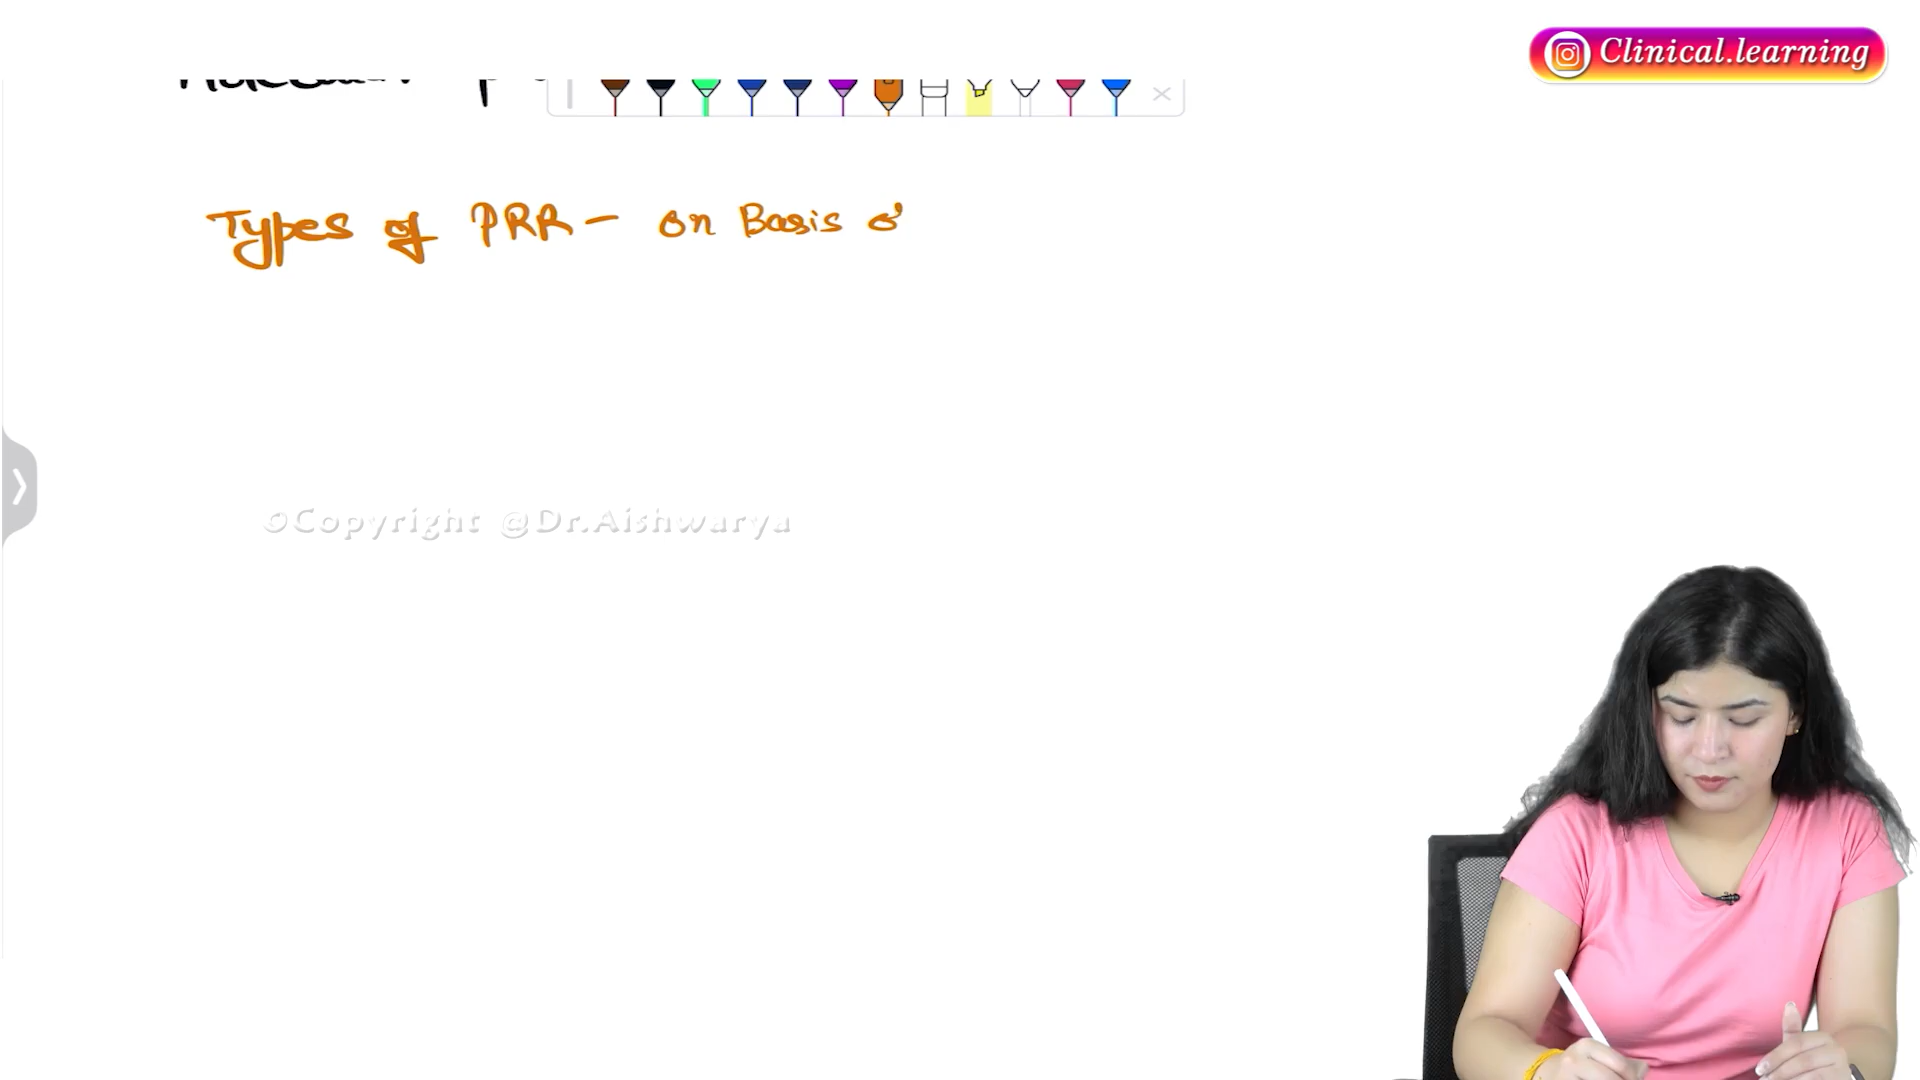 Clinical.learning
Types of PRR - on Basis o
©Copyright @Dr.Aishwarya